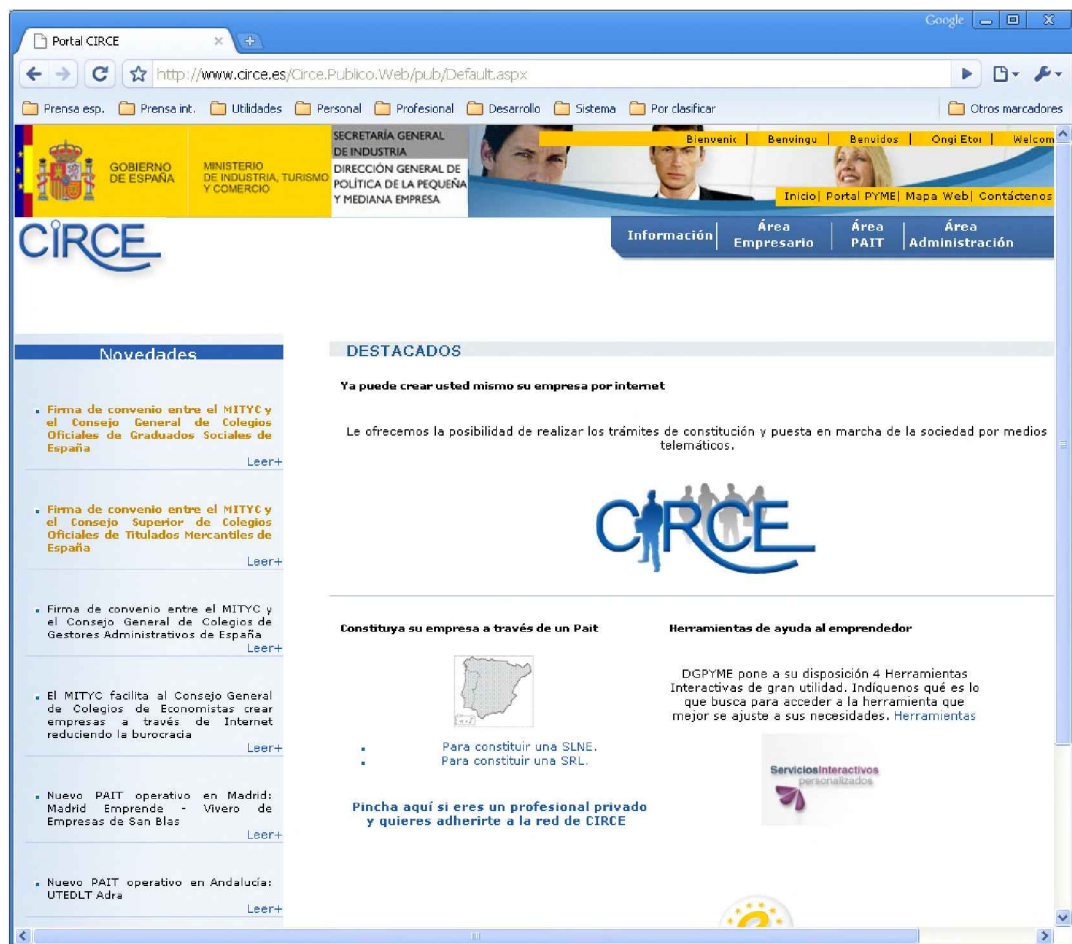 Google
Portal CIRCE
http://www.circe.es/Circe.Publico.Web/pub/Default.aspx
Prensa esp. Prensa int. Utilidades Personal Profesional Desarrollo Sistema Por clasificar Otros marcadores
GOBIERNO
DE ESPAÑA
MINISTERIO
DE INDUSTRIA, TURISMO
Y COMERCIO
SECRETARÍA GENERAL
DE INDUSTRIA
DIRECCIÓN GENERAL DE
POLÍTICA DE LA PEQUEÑA
Y MEDIANA EMPRESA
Bienvenic | Benvingu | Benvidos | Ongi Etor | Welcom
Inicio| Portal PYME| Mapa Web| Contáctenos
CIRCE
Información
Área
Empresario
Área
PAIT
Área
Administración
Novedades
Firma de convenio entre el MITYC y
el Consejo General de Colegios
Oficiales de Graduados Sociales de
España
Leer+
Firma de convenio entre el MITYC y
el Consejo Superior de Colegios
Oficiales de Titulados Mercantiles de
España
Leer+
Firma de convenio entre el MITYC y
el Consejo General de Colegios de
Gestores Administrativos de España
Leer+
El MITYC facilita al Consejo General
de Colegios de Economistas crear
empresas a través de Internet
reduciendo la burocracia
Leer+
Nuevo PAIT operativo en Madrid:
Madrid Emprende - Vivero de
Empresas de San Blas
Leer+
Nuevo PAIT operativo en Andalucía:
UTEDLT Adra
Leer+
DESTACADOS
Ya puede crear usted mismo su empresa por internet
Le ofrecemos la posibilidad de realizar los trámites de constitución y puesta en marcha de la sociedad por medios
telemáticos.
CIRCE
Constituya su empresa a través de un Pait
Para constituir una SLNE.
Para constituir una SRL.
Pincha aquí si eres un profesional privado
y quieres adherirte a la red de CIRCE
Herramientas de ayuda al emprendedor
DGPYME pone a su disposición 4 Herramientas
Interactivas de gran utilidad. Indíquenos qué es lo
que busca para acceder a la herramienta que
mejor se ajuste a sus necesidades. Herramientas
ServiciosInteractivos
personalizados
e